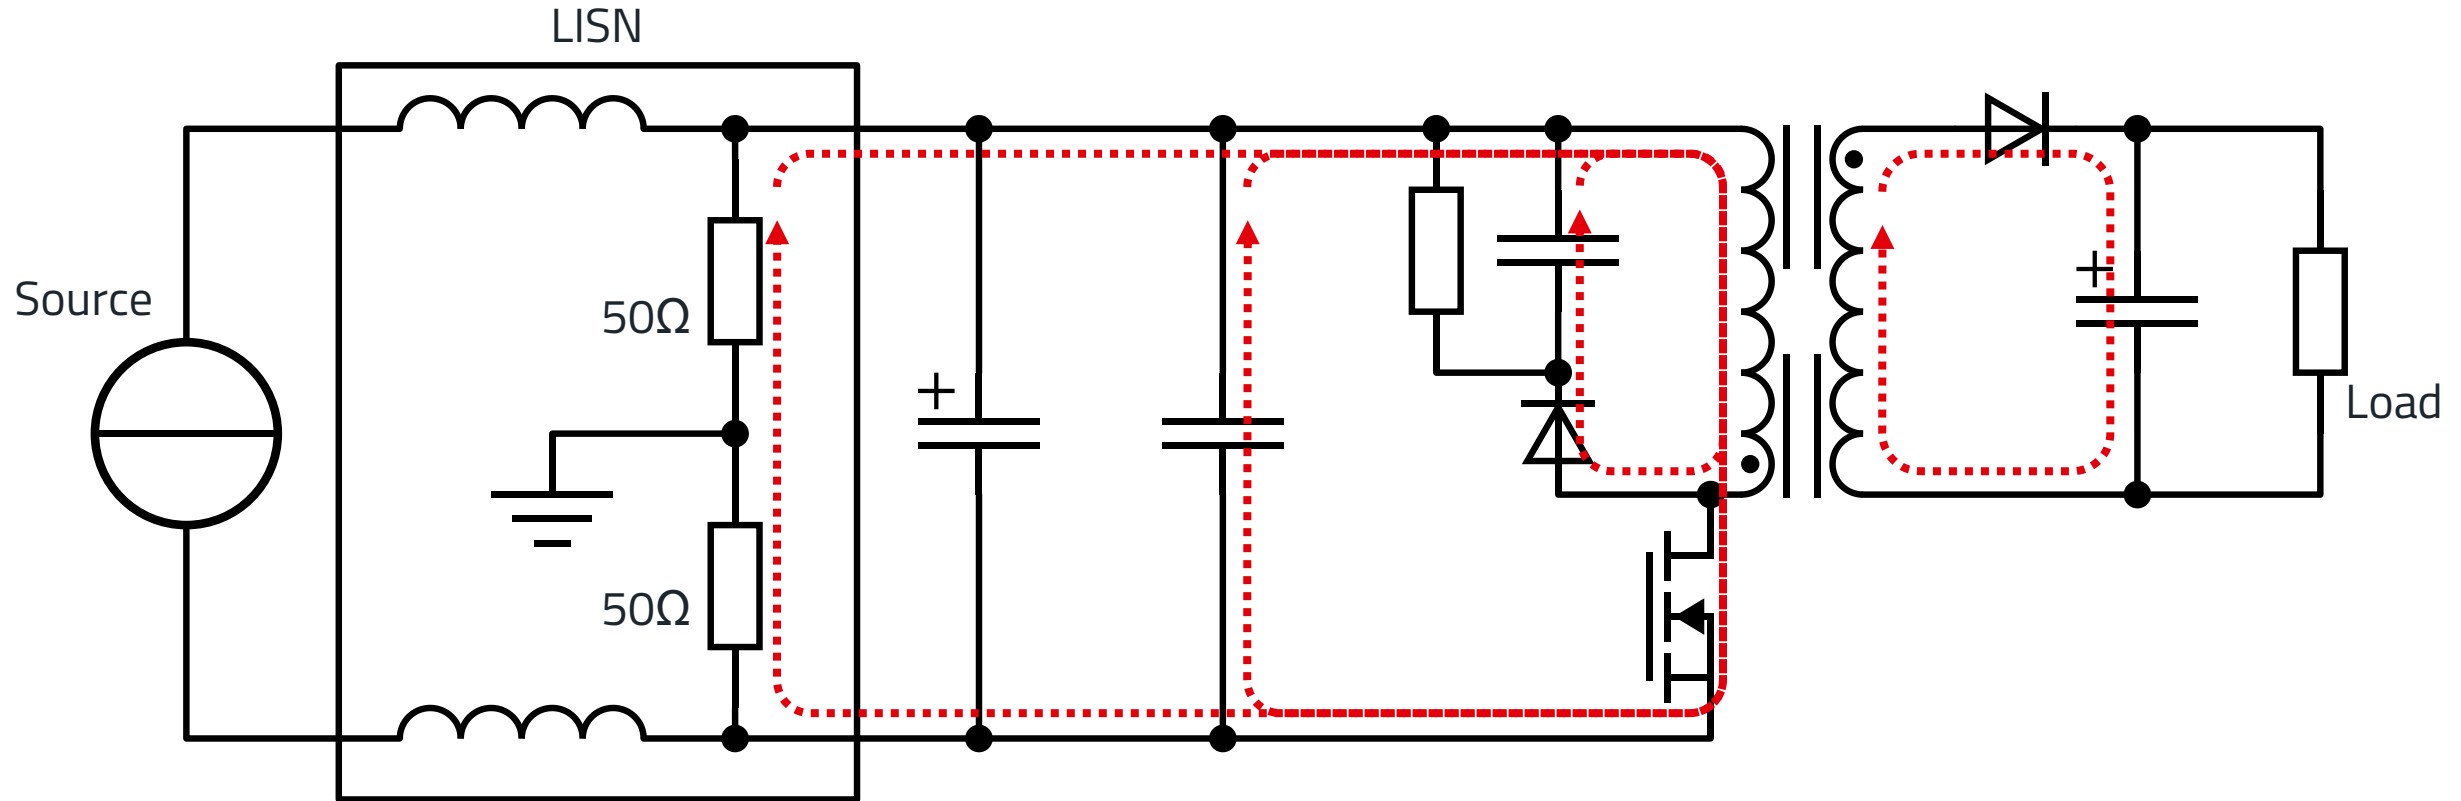 LISN
Source
50Ω
+
+
50Ω
Load